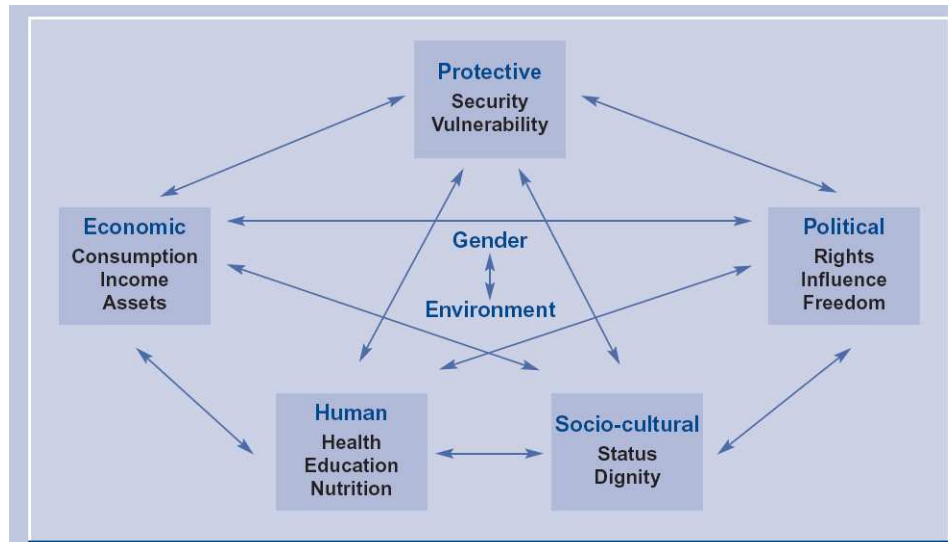 Protective
Security
Vulnerability
Economic
Consumption
Income
Assets
Gender
Environment
Political
Rights
Influence
Freedom
Human
Health
Education
Nutrition
Socio-cultural
Status
Dignity